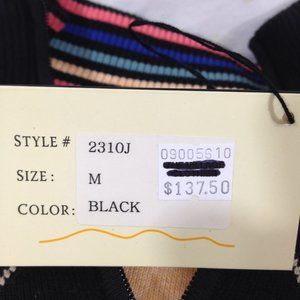 STYLE # 2310J
09005610
SIZE: M
$137.50
COLOR: BLACK